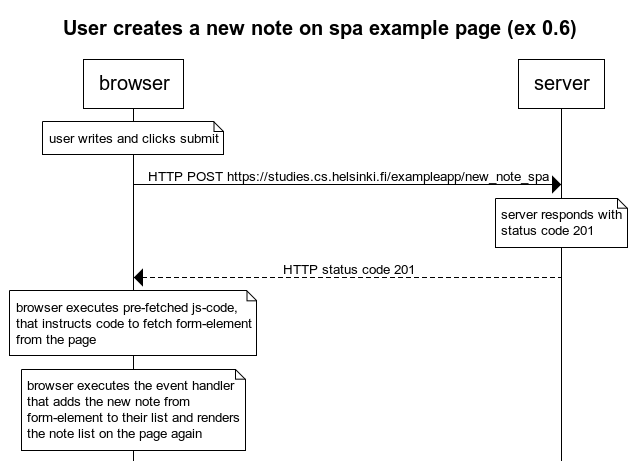 User creates a new note on spa example page (ex 0.6)
browser
server
user writes and clicks submit
HTTP POST https://studies.cs.helsinki.fi/exampleapp/new_note_spa
server responds with
status code 201
HTTP status code 201
browser executes pre-fetched js-code,
that instructs code to fetch form-element
from the page
browser executes the event handler
that adds the new note from
form-element to their list and renders
the note list on the page again